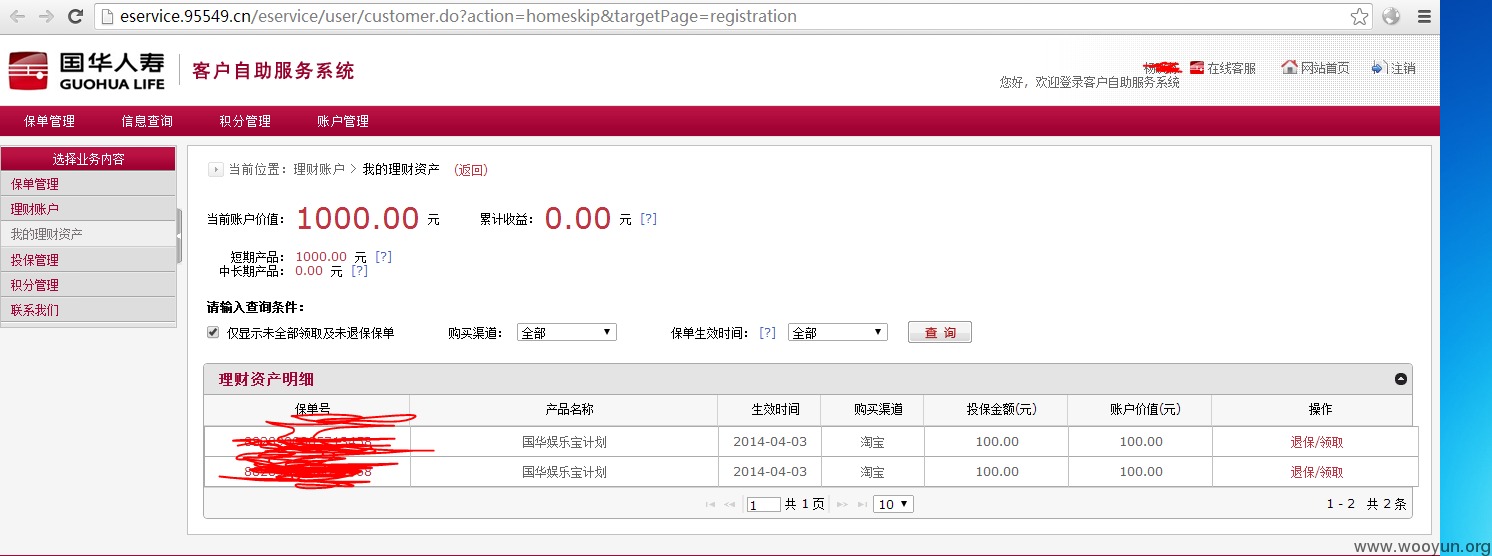 eservice.95549.cn/eservice/user/customer.do?action=homeskip&targetPage=registration
国华人寿 GUOHUA LIFE 客户自助服务系统
在线客服 网站首页 注销
您好，欢迎登录客户自助服务系统
保单管理 信息查询 积分管理 账户管理
选择业务内容
保单管理
理财账户
我的理财资产
投保管理
积分管理
联系我们
当前位置：理财账户 > 我的理财资产 (返回)
当前账户价值： 1000.00 元 累计收益： 0.00 元 [?]
短期产品： 1000.00 元 [?]
中长期产品： 0.00 元 [?]
请输入查询条件：
仅显示未全部领取及未退保保单 购买渠道： 全部 保单生效时间： [?] 全部 查 询
理财资产明细
保单号 产品名称 生效时间 购买渠道 投保金额(元) 账户价值(元) 操作
国华娱乐宝计划 2014-04-03 淘宝 100.00 100.00 退保/领取
国华娱乐宝计划 2014-04-03 淘宝 100.00 100.00 退保/领取
1 共 1 页 10 1 - 2 共 2 条
www.wooyun.org